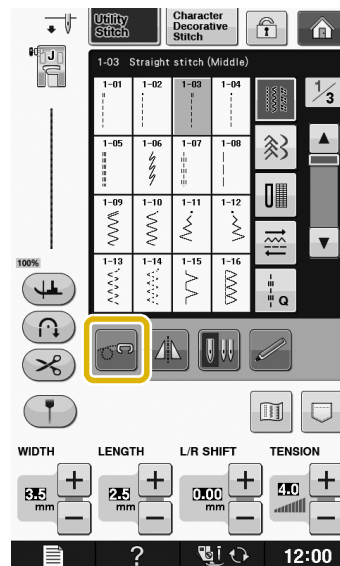 Utility Stitch
Character Decorative Stitch
J
1-03 Straight stitch (Middle)
1/3
1-01 1-02 1-03 1-04
1-05 1-06 1-07 1-08
1-09 1-10 1-11 1-12
1-13 1-14 1-15 1-16
100%
Q
WIDTH LENGTH L/R SHIFT TENSION
3.5 mm + − 2.5 mm + − 0.00 mm + − 4.0 + −
? i 12:00